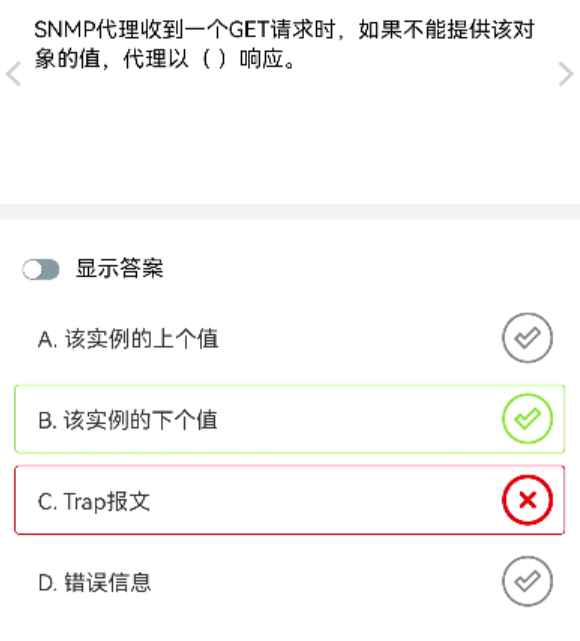 SNMP代理收到一个GET请求时，如果不能提供该对
象的值，代理以（ ）响应。
显示答案
A. 该实例的上个值
B. 该实例的下个值
C. Trap报文
D. 错误信息